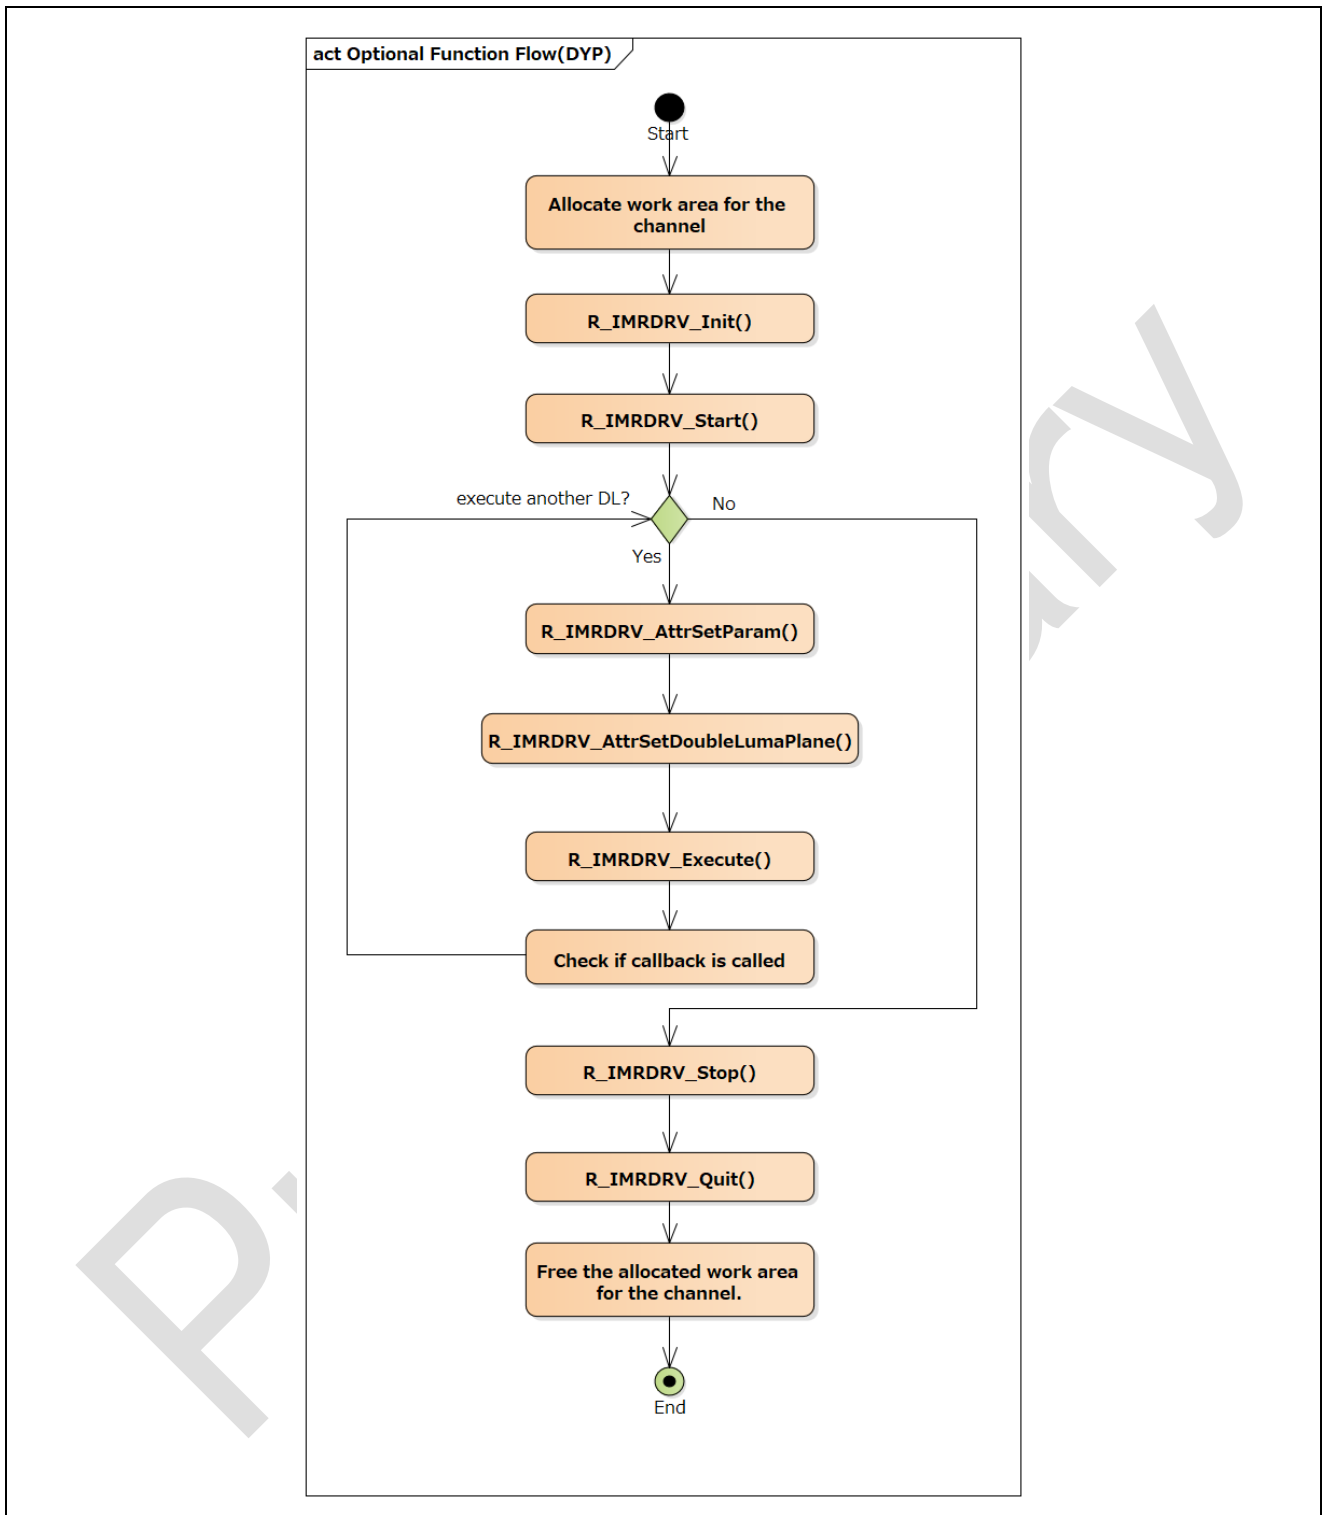 act Optional Function Flow(DYP)
Start
Allocate work area for the
channel
R_IMRDRV_Init()
R_IMRDRV_Start()
execute another DL?
No
Yes
R_IMRDRV_AttrSetParam()
R_IMRDRV_AttrSetDoubleLumaPlane()
R_IMRDRV_Execute()
Check if callback is called
R_IMRDRV_Stop()
R_IMRDRV_Quit()
Free the allocated work area
for the channel.
End